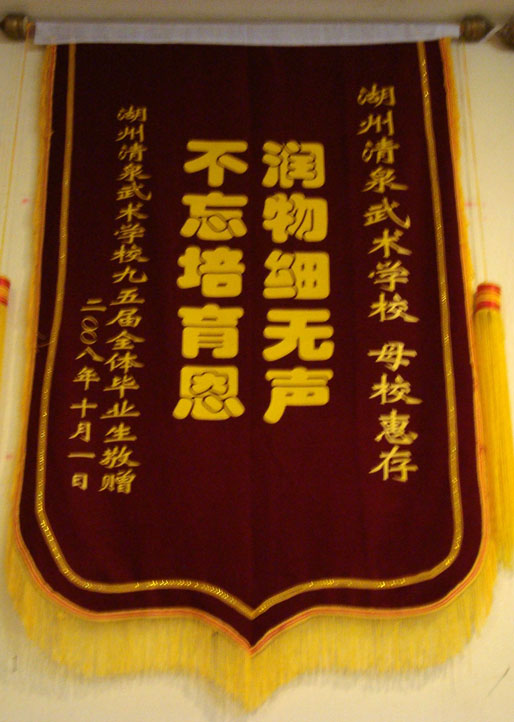 湖州清泉武术学校 母校惠存
润物细无声
不忘培育恩
湖州清泉武术学校九五届全体毕业生敬赠
二〇〇八年十月一日